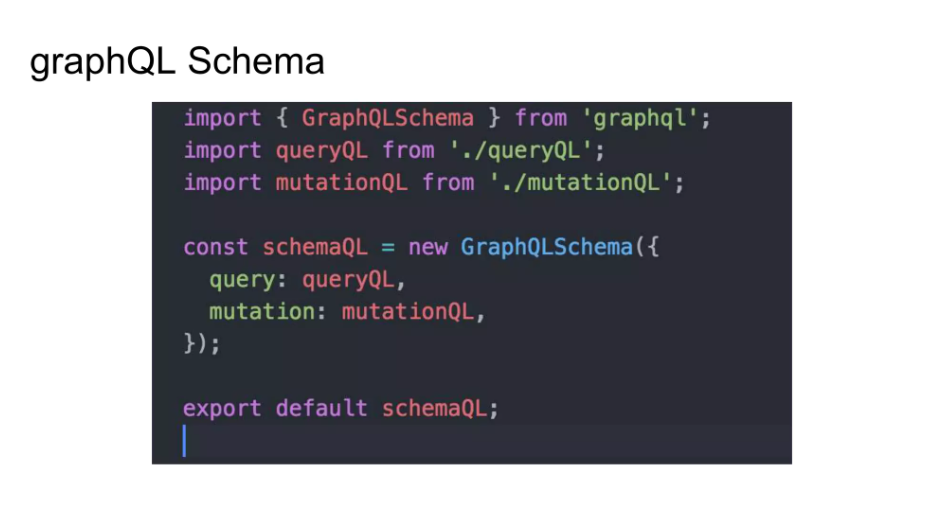 graphQL Schema
import { GraphQLSchema } from 'graphql';
import queryQL from './queryQL';
import mutationQL from './mutationQL';
const schemaQL = new GraphQLSchema({
  query: queryQL,
  mutation: mutationQL,
});
export default schemaQL;